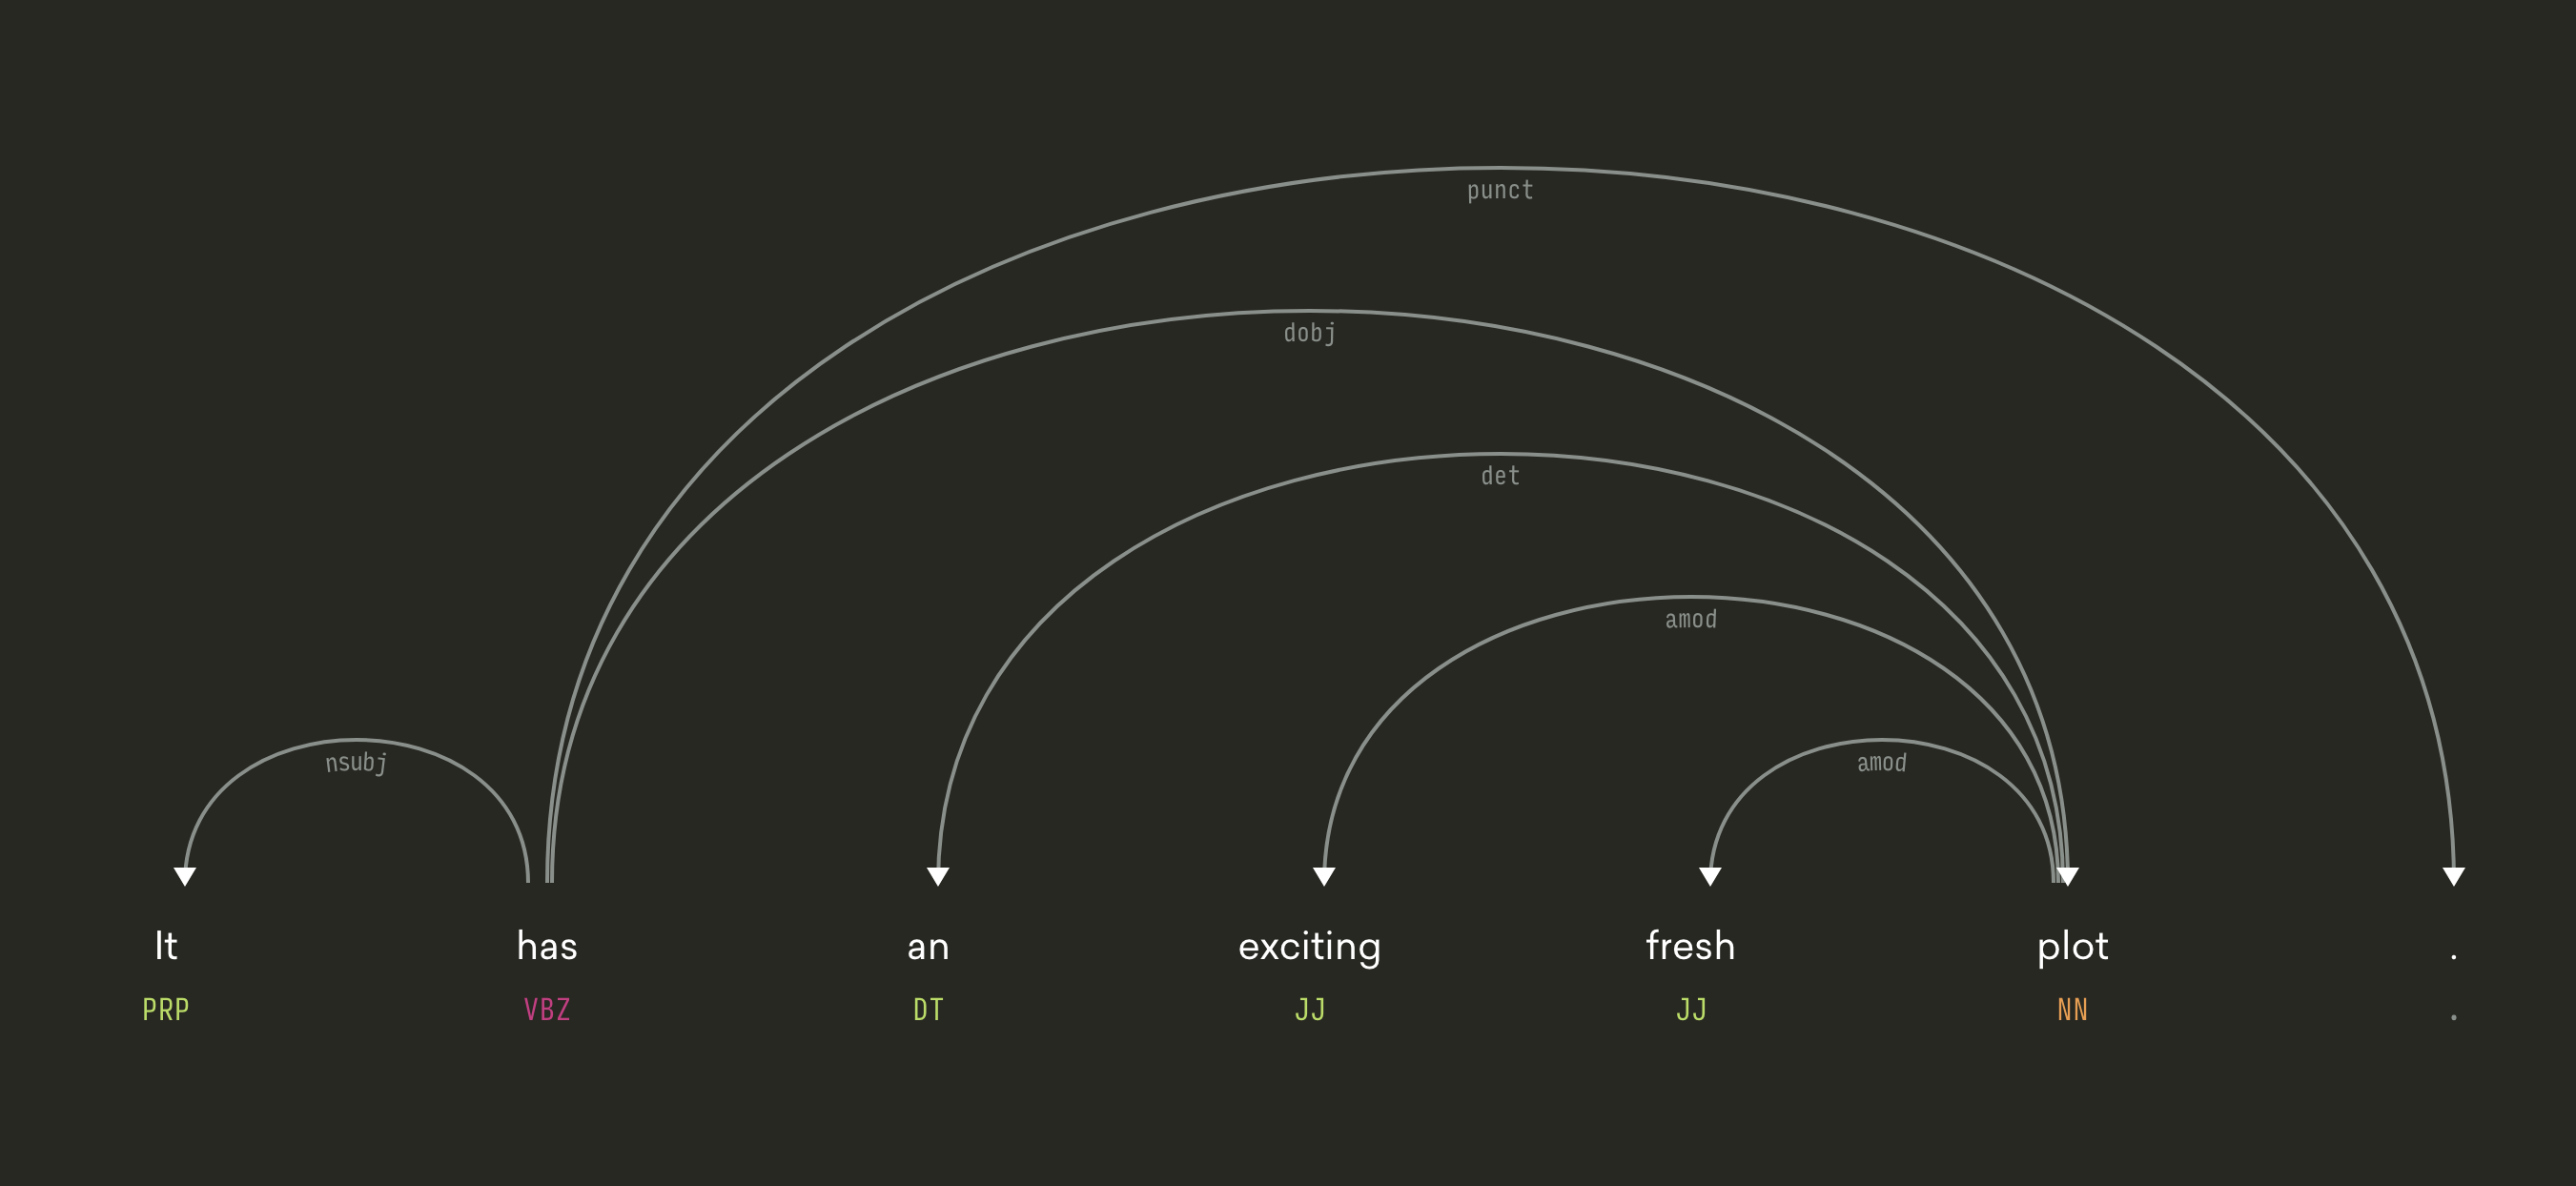 punct
dobj
det
amod
nsubj amod
It has an exciting fresh plot .
PRP VBZ DT JJ JJ NN .